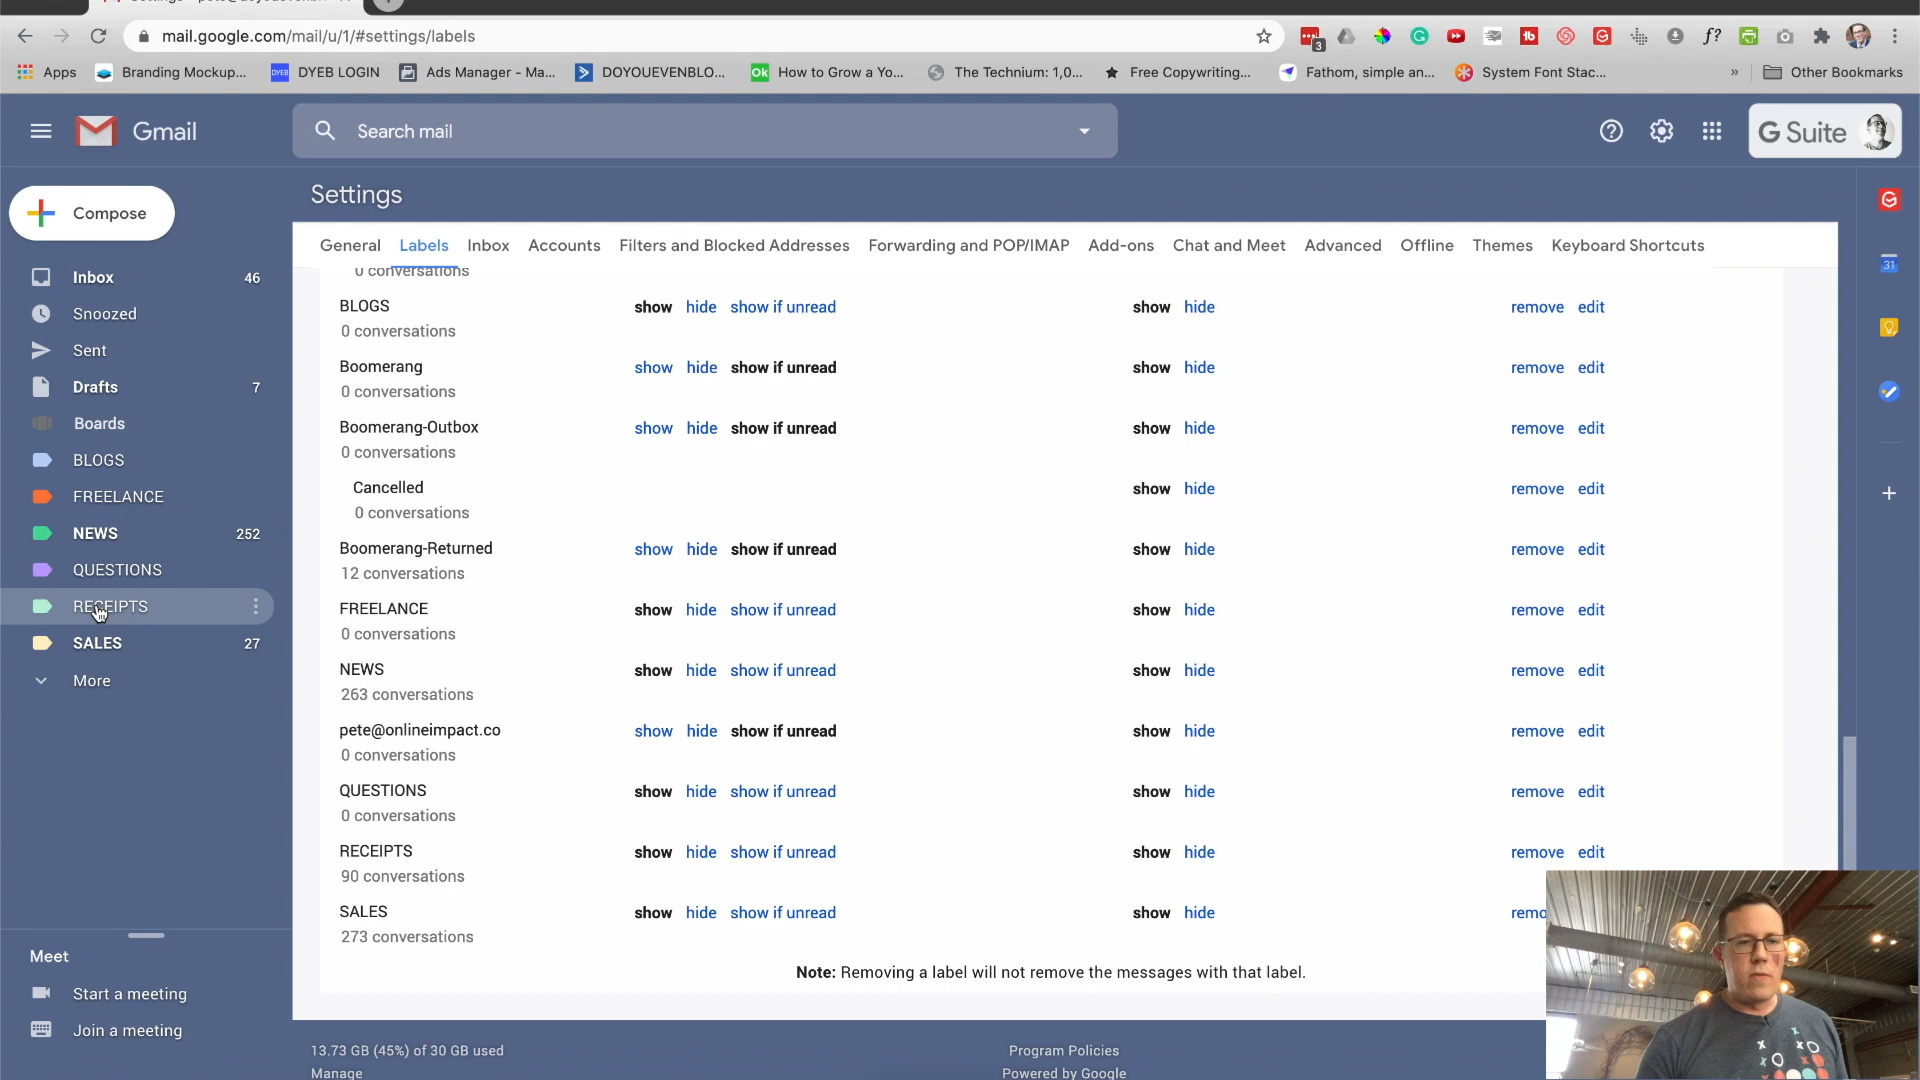 mail.google.com/mail/u/1/#settings/labels
3
Apps
Branding Mockup...
DYEB LOGIN
Ads Manager - Ma...
DOYOUEVENBLO...
Ok How to Grow a Yo...
The Technium: 1,0...
Free Copywriting...
Fathom, simple an...
System Font Stac...
»
Other Bookmarks
Gmail
Search mail
G Suite
Compose
Inbox 46
Snoozed
Sent
Drafts 7
Boards
BLOGS
FREELANCE
NEWS 252
QUESTIONS
RECEIPTS
SALES 27
More
Meet
Start a meeting
Join a meeting
Settings
General Labels Inbox Accounts Filters and Blocked Addresses Forwarding and POP/IMAP Add-ons Chat and Meet Advanced Offline Themes Keyboard Shortcuts
0 conversations
BLOGS show hide show if unread show hide remove edit
0 conversations
Boomerang show hide show if unread show hide remove edit
0 conversations
Boomerang-Outbox show hide show if unread show hide remove edit
0 conversations
Cancelled show hide remove edit
0 conversations
Boomerang-Returned show hide show if unread show hide remove edit
12 conversations
FREELANCE show hide show if unread show hide remove edit
0 conversations
NEWS show hide show if unread show hide remove edit
263 conversations
pete@onlineimpact.co show hide show if unread show hide remove edit
0 conversations
QUESTIONS show hide show if unread show hide remove edit
0 conversations
RECEIPTS show hide show if unread show hide remove edit
90 conversations
SALES show hide show if unread show hide remo
273 conversations
Note: Removing a label will not remove the messages with that label.
13.73 GB (45%) of 30 GB used
Manage
Program Policies
Powered by Google
31